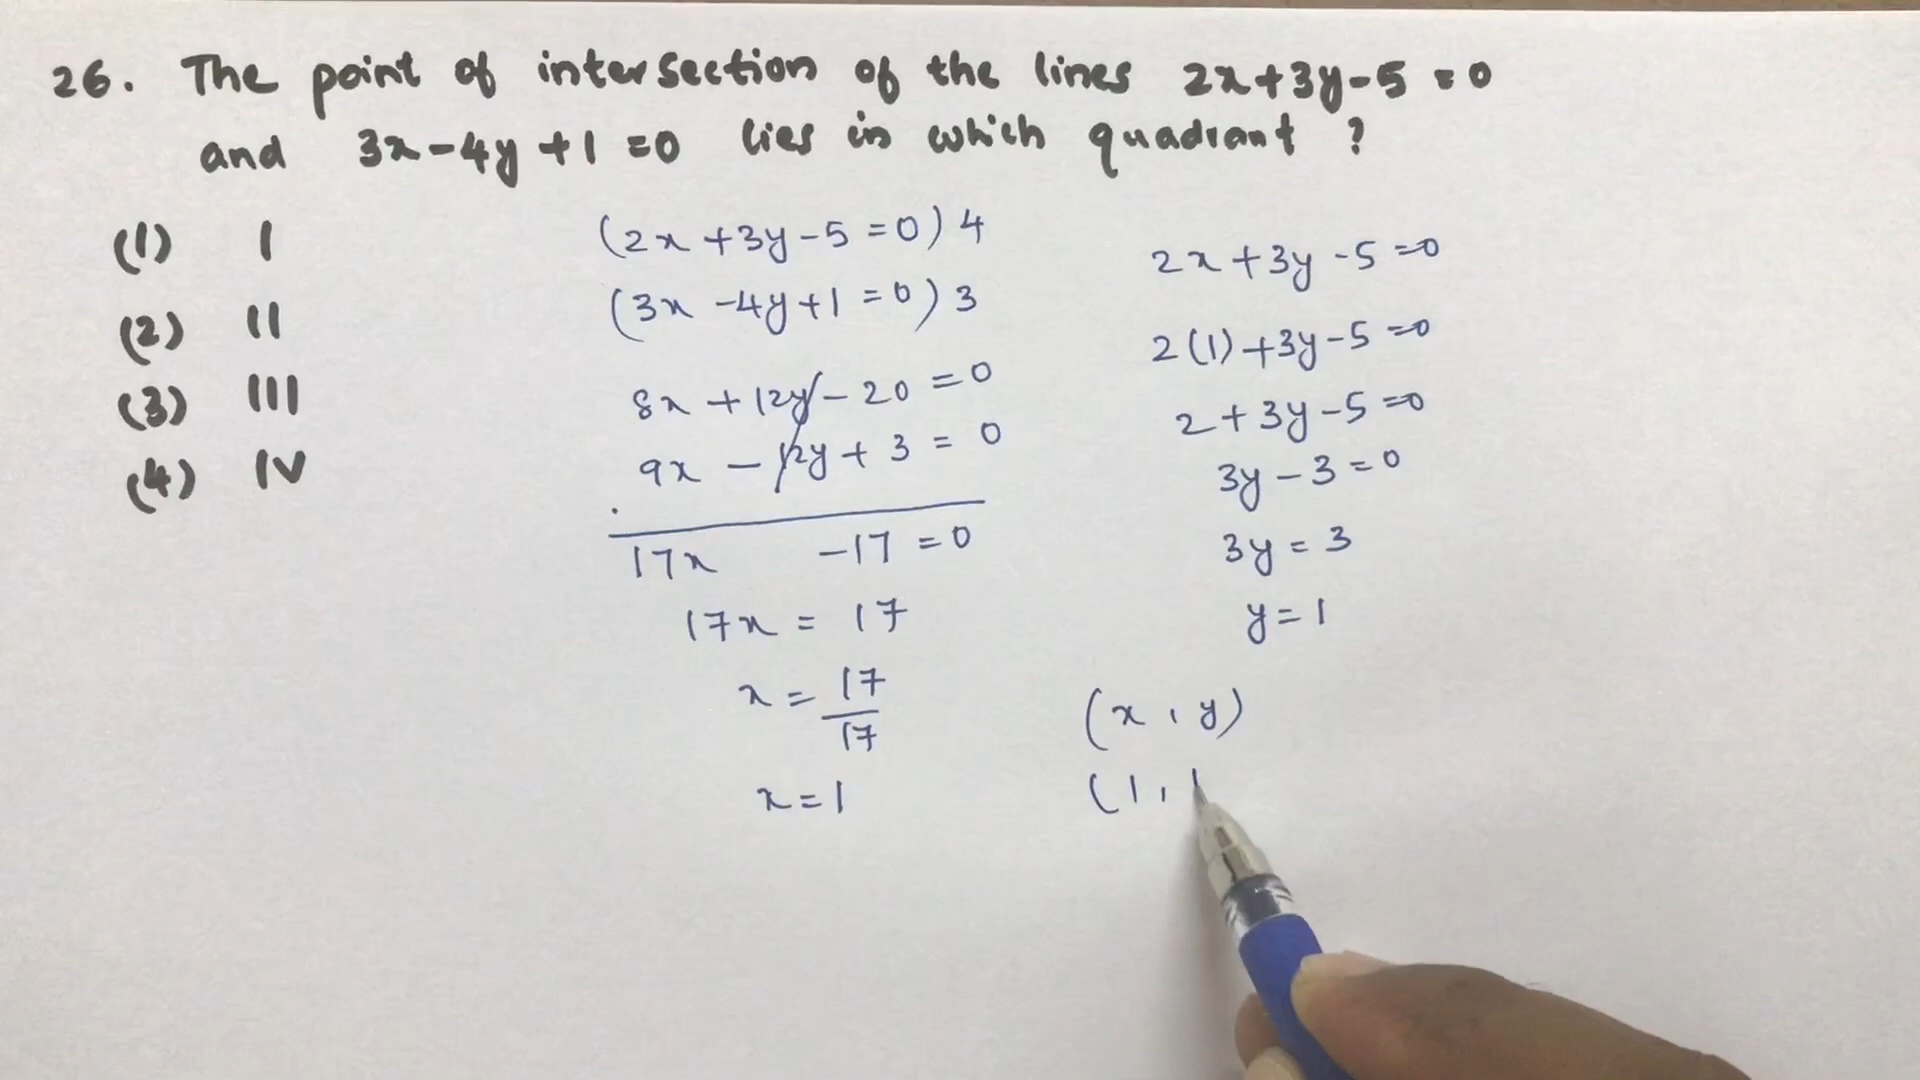 26. The point of intersection of the lines 2x+3y-5=0
and 3x-4y+1=0 lies in which quadrant ?
(1) I
(2) II
(3) III
(4) IV
(2x+3y-5=0)4
(3x-4y+1=0)3
8x+12y-20=0
9x-12y+3=0
17x -17=0
17x=17
x=17/17
x=1
2x+3y-5=0
2(1)+3y-5=0
2+3y-5=0
3y-3=0
3y=3
y=1
(x,y)
(1,1